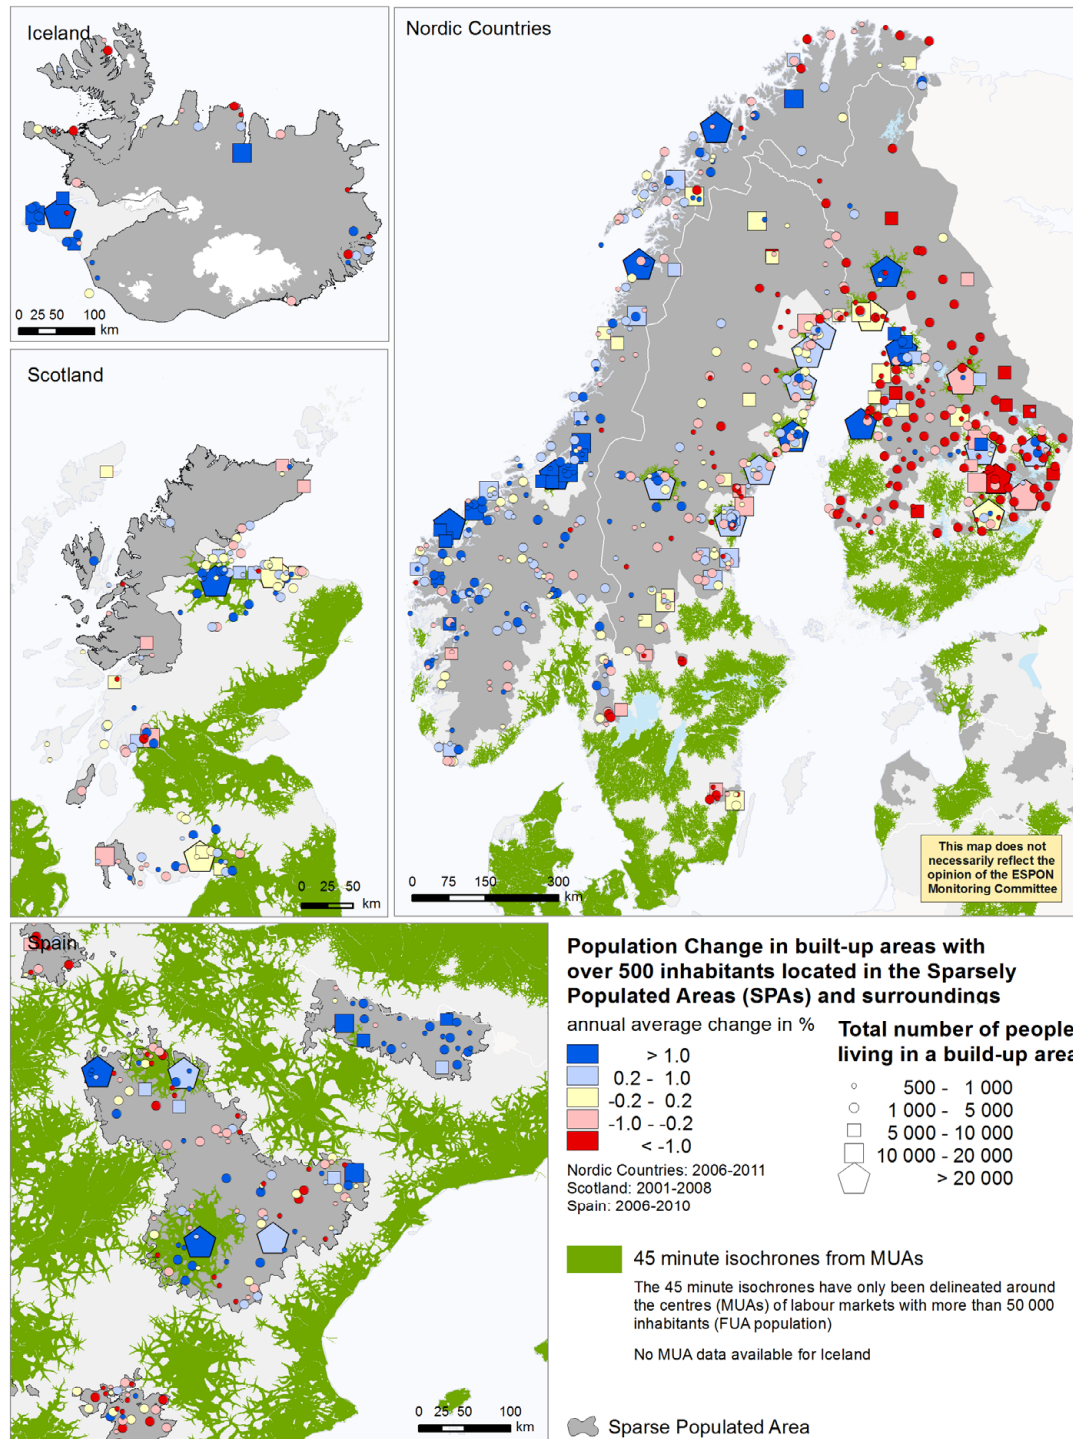 Iceland
0 25 50 100
km
Nordic Countries
Scotland
0 25 50
km
This map does not
necessarily reflect the
opinion of the ESPON
Monitoring Committee
0 75 150 300
km
Spain
0 25 50 100
km
Population Change in built-up areas with
over 500 inhabitants located in the Sparsely
Populated Areas (SPAs) and surroundings
annual average change in %
> 1.0
0.2 - 1.0
-0.2 - 0.2
-1.0 - -0.2
< -1.0
Nordic Countries: 2006-2011
Scotland: 2001-2008
Spain: 2006-2010
Total number of people
living in a build-up area
500 - 1 000
1 000 - 5 000
5 000 - 10 000
10 000 - 20 000
> 20 000
45 minute isochrones from MUAs
The 45 minute isochrones have only been delineated around
the centres (MUAs) of labour markets with more than 50 000
inhabitants (FUA population)
No MUA data available for Iceland
Sparse Populated Area